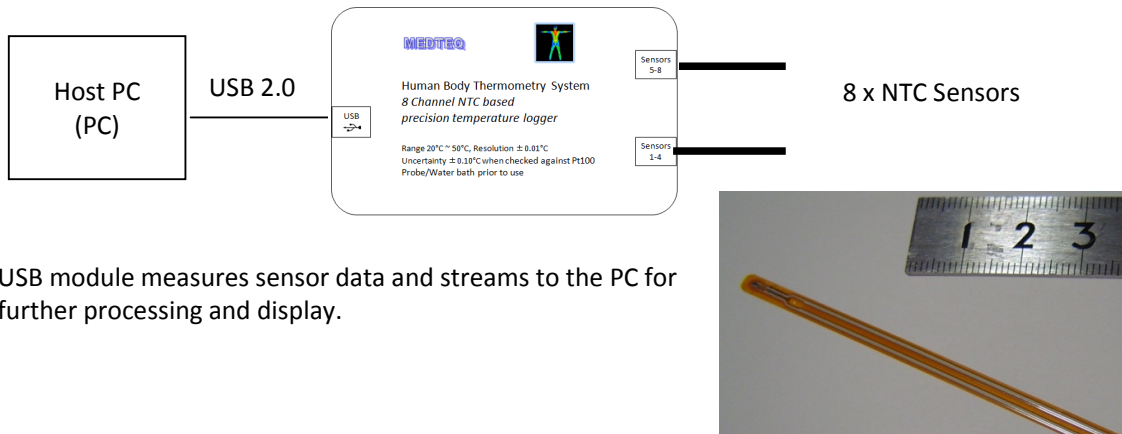 Host PC
(PC)
USB 2.0
USB
MEDTEQ
Human Body Thermometry System
8 Channel NTC based
precision temperature logger
Range 20°C ~ 50°C, Resolution ±0.01°C
Uncertainty ±0.10°C when checked against Pt100
Probe/Water bath prior to use
Sensors
5-8
Sensors
1-4
8 x NTC Sensors
USB module measures sensor data and streams to the PC for
further processing and display.
1 2 3